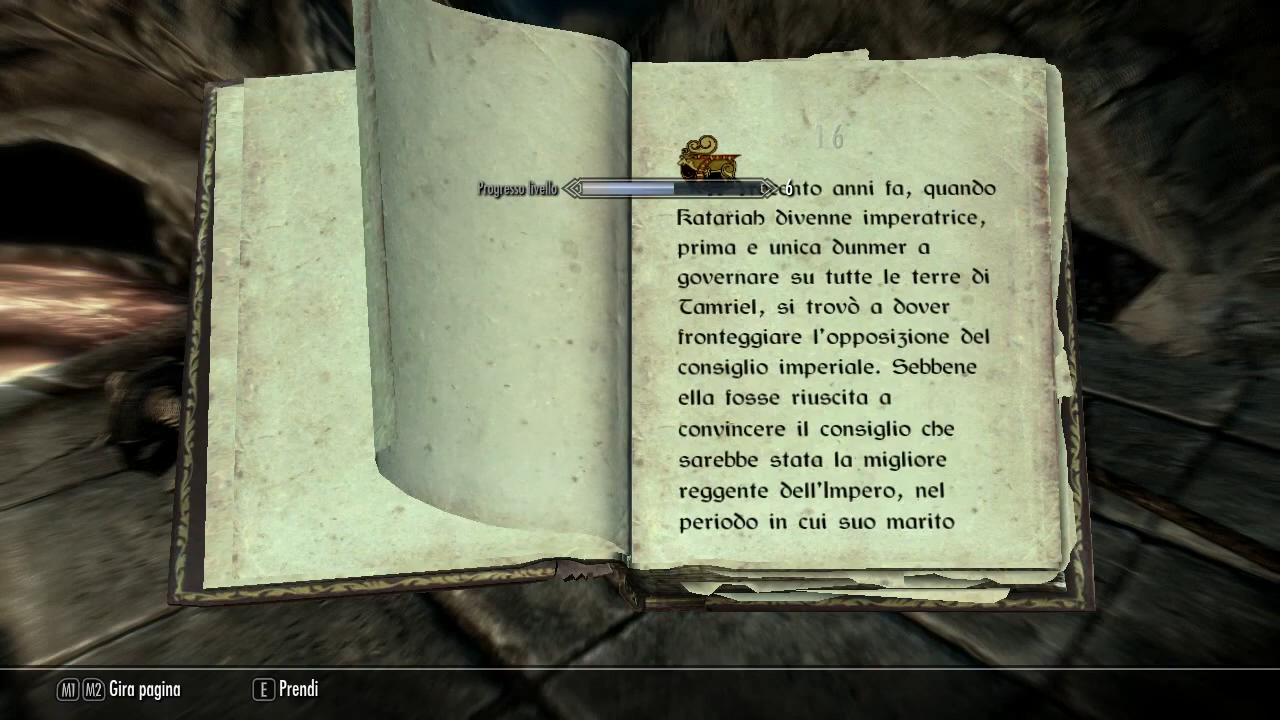 16
Progresso livello
6
nto anni fa, quando
Katariah divenne imperatrice,
prima e unica dunmer a
governare su tutte le terre di
Tamriel, si trovò a dover
fronteggiare l'opposizione del
consiglio imperiale. Sebbene
ella fosse riuscita a
convincere il consiglio che
sarebbe stata la migliore
reggente dell'Impero, nel
periodo in cui suo marito
M1 M2 Gira pagina
E Prendi